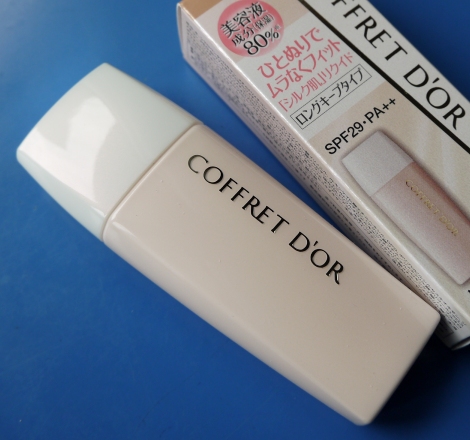 美容液
成分(保湿)
80%
ひとぬりで
ムラなくフィット
「シルク肌」リクイド
ロングキープタイプ
SPF29・PA++
FFRET D'OR
COFFRET D'OR